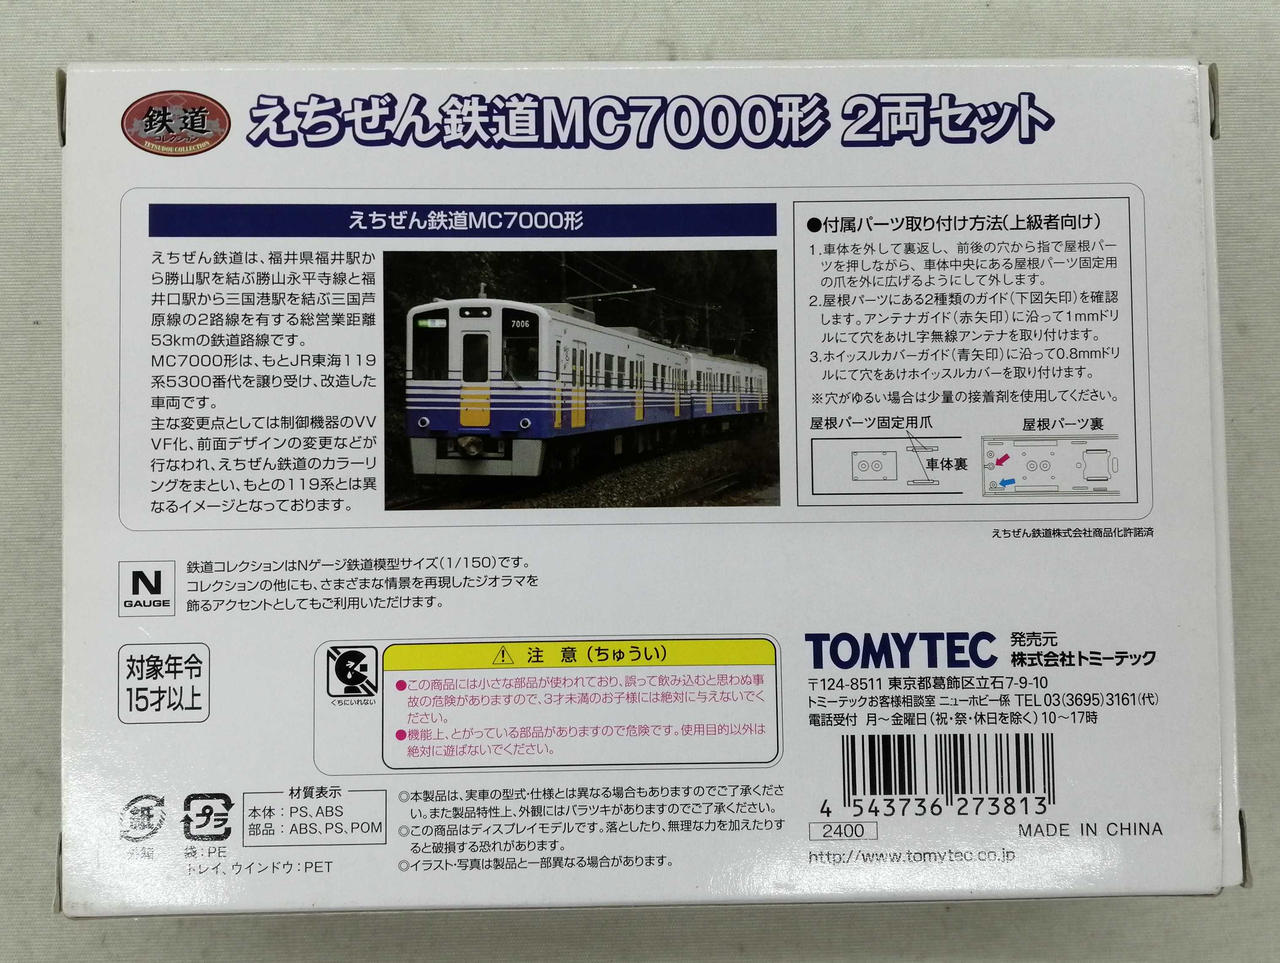 鉄道
コレクション
TETSUDOU COLLECTION
えちぜん鉄道MC7000形 2両セット
えちぜん鉄道MC7000形
えちぜん鉄道は、福井県福井駅か
ら勝山駅を結ぶ勝山永平寺線と福
井口駅から三国港駅を結ぶ三国芦
原線の2路線を有する総営業距離
53kmの鉄道路線です。
MC7000形は、もとJR東海119
系5300番代を譲り受け、改造した
車両です。
主な変更点としては制御機器のVV
VF化、前面デザインの変更などが
行なわれ、えちぜん鉄道のカラーリ
ングをまとい、もとの119系とは異
なるイメージとなっております。
7006
●付属パーツ取り付け方法(上級者向け)
1.車体を外して裏返し、前後の穴から指で屋根パー
ツを押しながら、車体中央にある屋根パーツ固定用
の爪を外に広げるようにして外します。
2.屋根パーツにある2種類のガイド(下図矢印)を確認
します。アンテナガイド(赤矢印)に沿って1mmドリ
ルにて穴をあけL字無線アンテナを取り付けます。
3.ホイッスルカバーガイド(青矢印)に沿って0.8mmド
リルにて穴をあけホイッスルカバーを取り付けます。
※穴がゆるい場合は少量の接着剤を使用してください。
屋根パーツ固定用爪
屋根パーツ裏
車体裏
えちぜん鉄道株式会社商品化許諾済
N
GAUGE
鉄道コレクションはNゲージ鉄道模型サイズ(1/150)です。
コレクションの他にも、さまざまな情景を再現したジオラマを
飾るアクセントとしてもご利用いただけます。
対象年令
15才以上
くちにいれない
注 意(ちゅうい)
●この商品には小さな部品が使われており、誤って飲み込むと思わぬ事
故の危険がありますので、3才未満のお子様には絶対に与えないでく
ださい。
●機能上、とがっている部品がありますので危険です。使用目的以外は
絶対に遊ばないでください。
TOMYTEC
発売元
株式会社トミーテック
〒124-8511 東京都葛飾区立石7-9-10
トミーテックお客様相談室 ニューホビー係 TEL 03(3695)3161(代)
電話受付 月～金曜日(祝・祭・休日を除く)10～17時
4 543736 273813
2400
MADE IN CHINA
http://www.tomytec.co.jp
紙
外箱
プラ
袋:PE
トレイ、ウインドウ:PET
材質表示
本体:PS,ABS
部品:ABS,PS,POM
◎本製品は、実車の型式・仕様とは異なる場合もありますのでご了承くださ
い。また製品特性上、外観にはバラツキがありますのでご了承ください。
◎この商品はディスプレイモデルです。落としたり、無理な力を加えたりす
ると破損する恐れがあります。
◎イラスト・写真は製品と一部異なる場合があります。